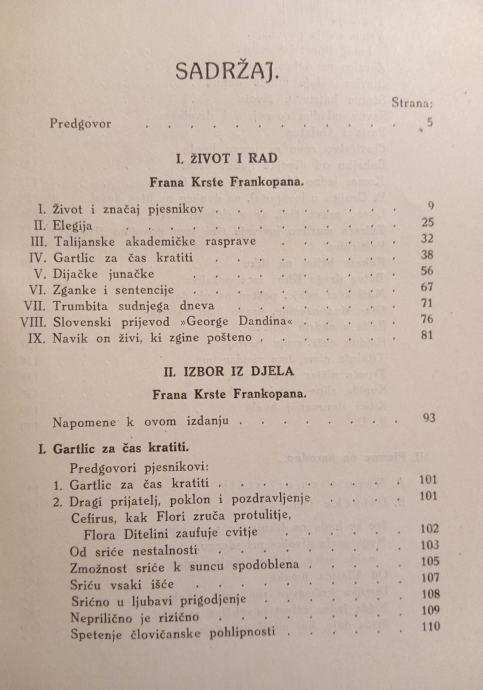 SADRŽAJ.
Strana:
Predgovor . . . . . . . . . . . 5
I. ŽIVOT I RAD
Frana Krste Frankopana.
I. Život i značaj pjesnikov . . . . . . . . 9
II. Elegija . . . . . . . . . . . 25
III. Talijanske akademičke rasprave . . . . . 32
IV. Gartlic za čas kratiti . . . . . . . . 38
V. Dijačke junačke . . . . . . . . . 56
VI. Zganke i sentencije . . . . . . . . 67
VII. Trumbita sudnjega dneva . . . . . . 71
VIII. Slovenski prijevod »George Dandina« . . . . 76
IX. Navik on živi, ki zgine pošteno . . . . . . 81
II. IZBOR IZ DJELA
Frana Krste Frankopana.
Napomene k ovom izdanju . . . . . . . 93
I. Gartlic za čas kratiti.
Predgovori pjesnikovi:
1. Gartlic za čas kratiti . . . . . . . . 101
2. Dragi prijatelj, poklon i pozdravljenje . . . . 101
Cefirus, kak Flori zruča protulitje,
Flora Ditelini zaufuje cvitje . . . . . . 102
Od sriće nestalnosti . . . . . . . . 103
Zmožnost sriće k suncu spodoblena . . . . 105
Sriću vsaki išće . . . . . . . . . 107
Srićno u ljubavi prigodjenje . . . . . . 108
Neprilično je rizično . . . . . . . . 109
Spetenje človičanske pohlipnosti . . . . . 110